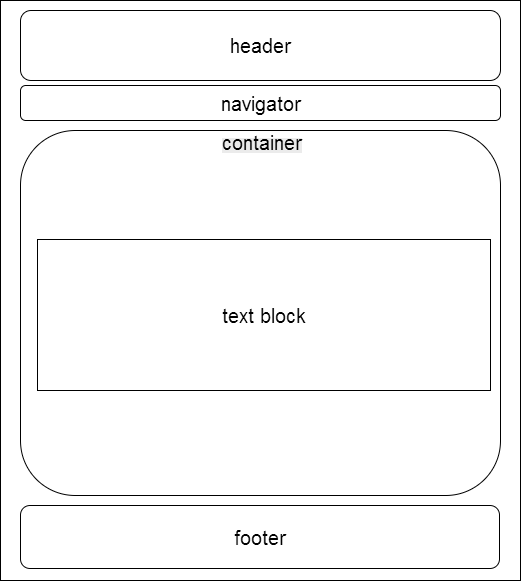 header
navigator
container
text block
footer